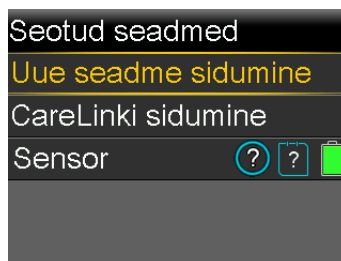 Seotud seadmed
Uue seadme sidumine
CareLinki sidumine
Sensor ? ?